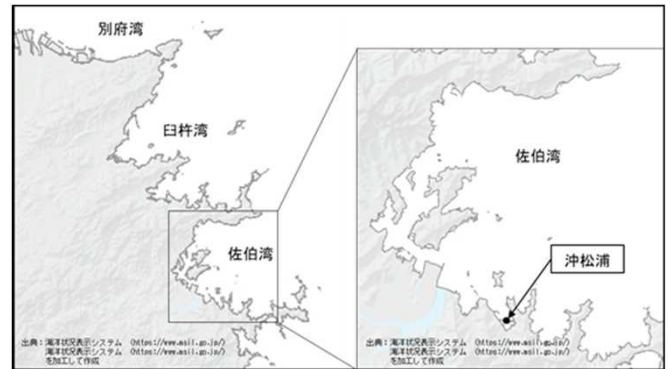 別府湾
臼杵湾
佐伯湾
出典:海洋状況表示システム (https://www.msil.go.jp/)
海洋状況表示システム (https://www.msil.go.jp/)
を加工して作成
佐伯湾
沖松浦
出典:海洋状況表示システム (https://www.msil.go.jp/)
海洋状況表示システム (https://www.msil.go.jp/)
を加工して作成